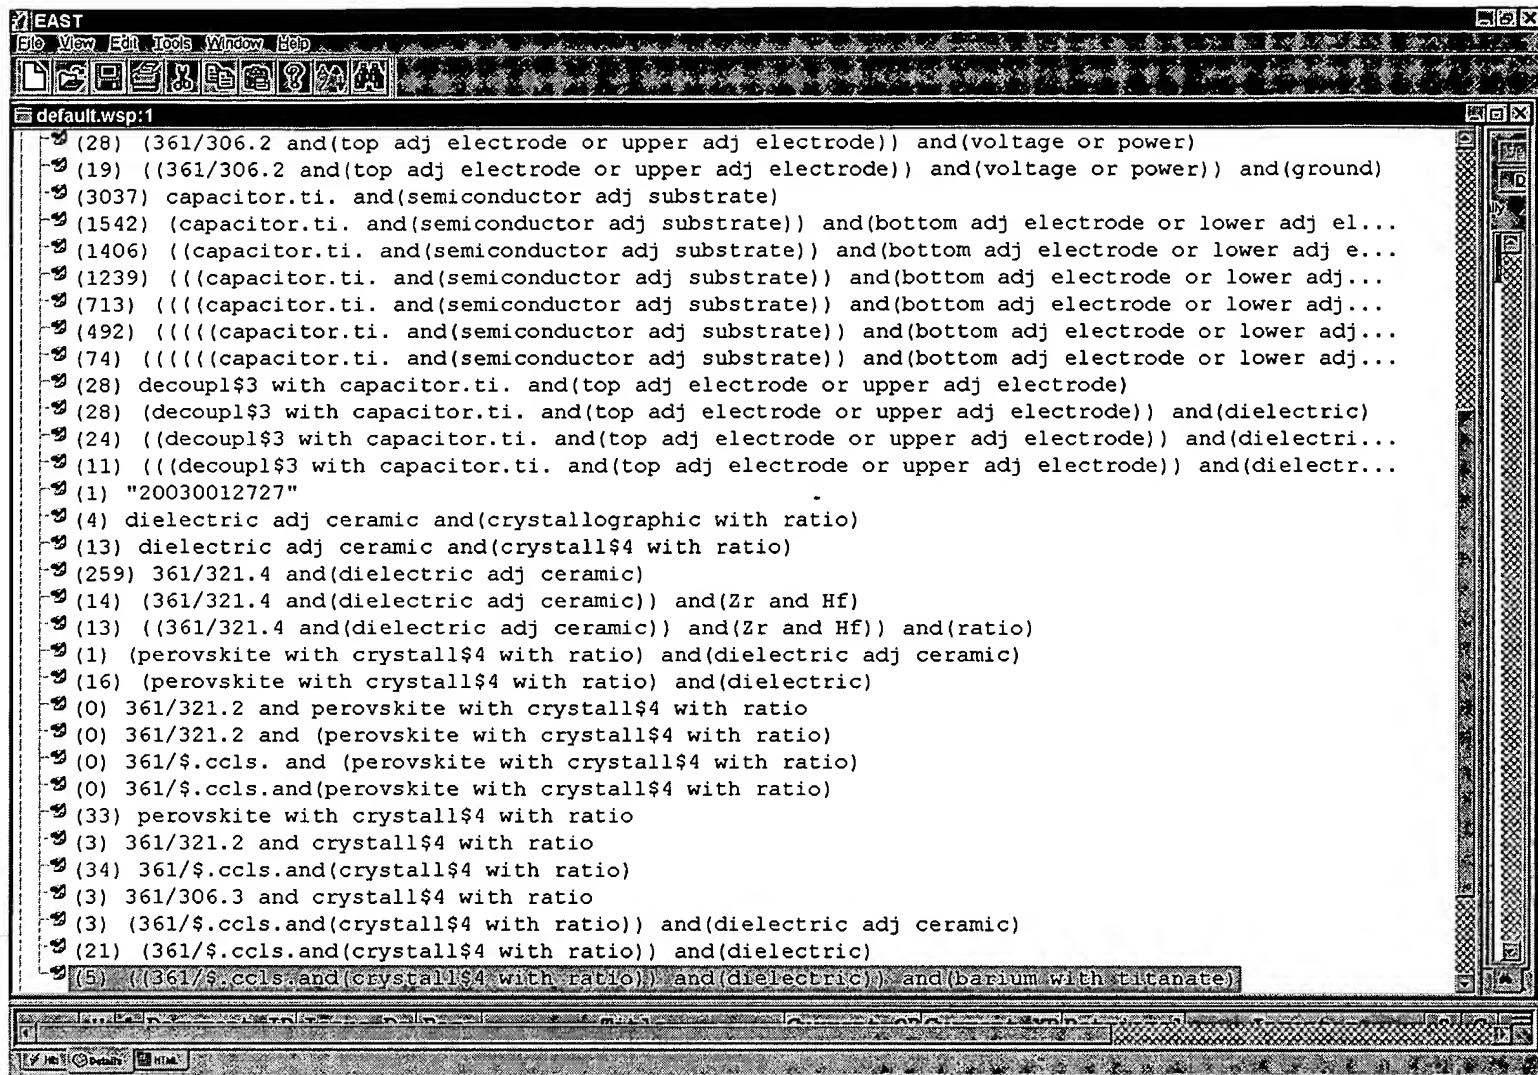 EAST
File View Edit Tools Window Help
default.wsp:1
(28) (361/306.2 and(top adj electrode or upper adj electrode)) and(voltage or power)
(19) ((361/306.2 and(top adj electrode or upper adj electrode)) and(voltage or power)) and(ground)
(3037) capacitor.ti. and(semiconductor adj substrate)
(1542) (capacitor.ti. and(semiconductor adj substrate)) and(bottom adj electrode or lower adj el...
(1406) ((capacitor.ti. and(semiconductor adj substrate)) and(bottom adj electrode or lower adj e...
(1239) (((capacitor.ti. and(semiconductor adj substrate)) and(bottom adj electrode or lower adj...
(713) ((((capacitor.ti. and(semiconductor adj substrate)) and(bottom adj electrode or lower adj...
(492) (((((capacitor.ti. and(semiconductor adj substrate)) and(bottom adj electrode or lower adj...
(74) ((((((capacitor.ti. and(semiconductor adj substrate)) and(bottom adj electrode or lower adj...
(28) decoupl$3 with capacitor.ti. and(top adj electrode or upper adj electrode)
(28) (decoupl$3 with capacitor.ti. and(top adj electrode or upper adj electrode)) and(dielectric)
(24) ((decoupl$3 with capacitor.ti. and(top adj electrode or upper adj electrode)) and(dielectri...
(11) (((decoupl$3 with capacitor.ti. and(top adj electrode or upper adj electrode)) and(dielectr...
(1) "20030012727"
(4) dielectric adj ceramic and(crystallographic with ratio)
(13) dielectric adj ceramic and(crystall$4 with ratio)
(259) 361/321.4 and(dielectric adj ceramic)
(14) (361/321.4 and(dielectric adj ceramic)) and(Zr and Hf)
(13) ((361/321.4 and(dielectric adj ceramic)) and(Zr and Hf)) and(ratio)
(1) (perovskite with crystall$4 with ratio) and(dielectric adj ceramic)
(16) (perovskite with crystall$4 with ratio) and(dielectric)
(0) 361/321.2 and perovskite with crystall$4 with ratio
(0) 361/321.2 and (perovskite with crystall$4 with ratio)
(0) 361/$.ccls. and (perovskite with crystall$4 with ratio)
(0) 361/$.ccls.and(perovskite with crystall$4 with ratio)
(33) perovskite with crystall$4 with ratio
(3) 361/321.2 and crystall$4 with ratio
(34) 361/$.ccls.and(crystall$4 with ratio)
(3) 361/306.3 and crystall$4 with ratio
(3) (361/$.ccls.and(crystall$4 with ratio)) and(dielectric adj ceramic)
(21) (361/$.ccls.and(crystall$4 with ratio)) and(dielectric)
(5) ((361/$.ccls.and(crystall$4 with ratio)) and(dielectric)) and(barium with titanate)
Details HTML